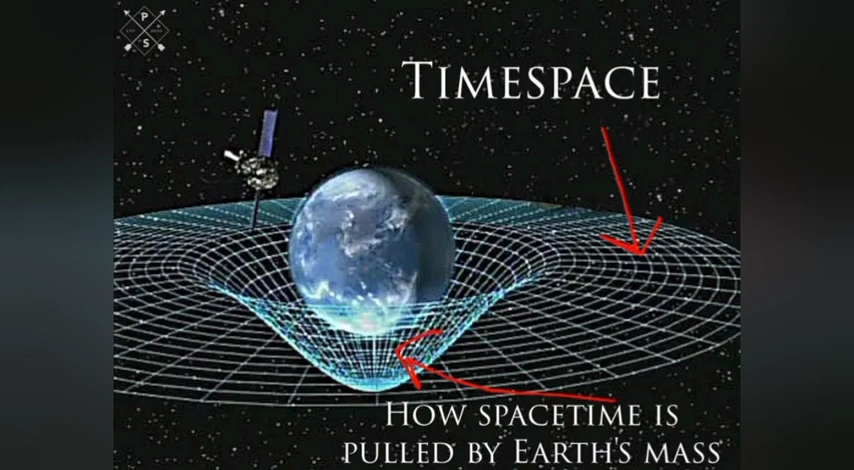 P
S
TIMESPACE
HOW SPACETIME IS
PULLED BY EARTH'S MASS